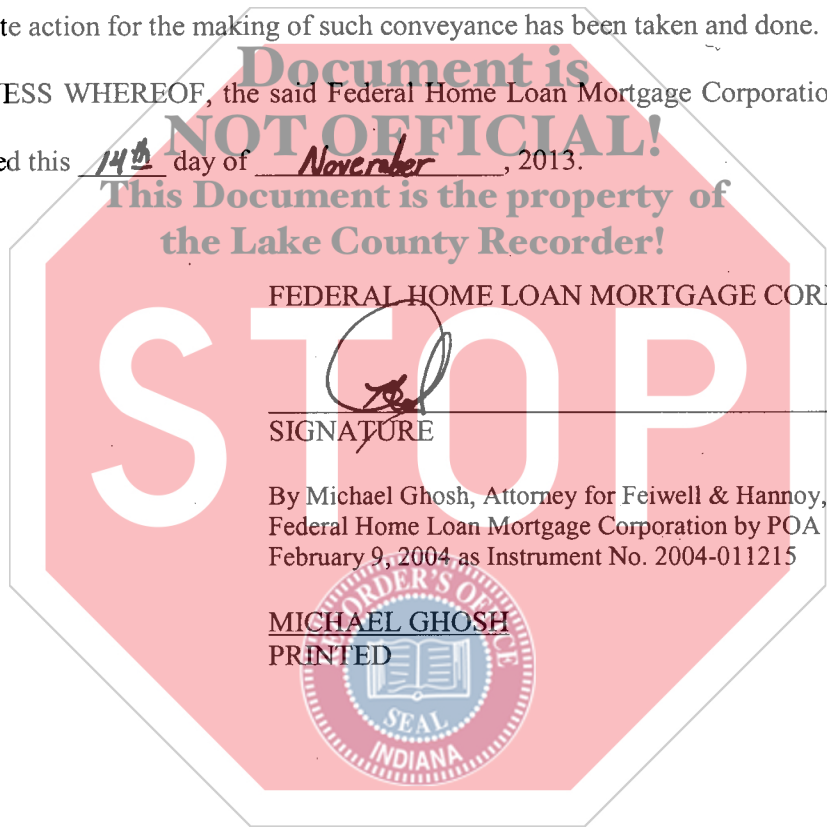 te action for the making of such conveyance has been taken and done.
Document is
ESS WHEREOF, the said Federal Home Loan Mortgage Corporatio
NOT OFFICIAL!
ed this 14th day of November, 2013.
This Document is the property of
the Lake County Recorder!
FEDERAL HOME LOAN MORTGAGE COR
STOP
SIGNATURE
By Michael Ghosh, Attorney for Feiwell & Hannoy,
Federal Home Loan Mortgage Corporation by POA
February 9, 2004 as Instrument No. 2004-011215
RECORDER'S OFFICE
MICHAEL GHOSH
PRINTED
SEAL
INDIANA